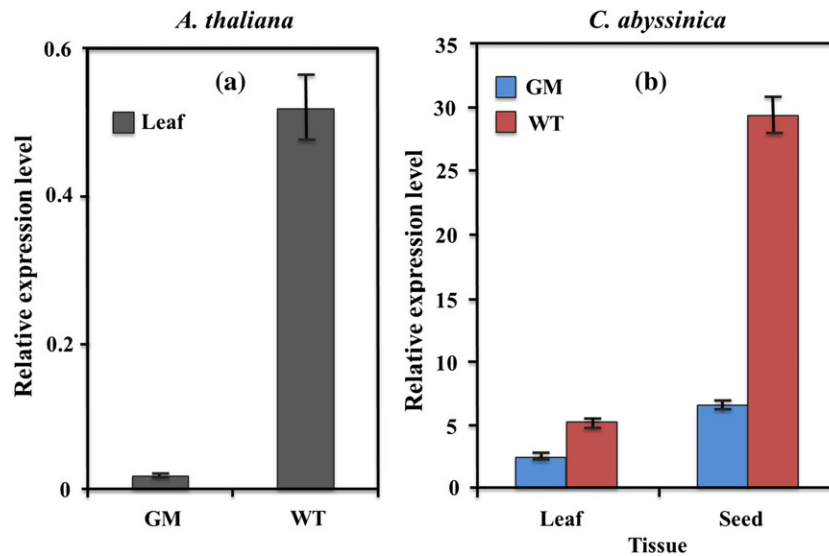 A. thaliana
(a)
Leaf
Relative expression level
0.6
0.4
0.2
0
GM
WT
C. abyssinica
(b)
GM
WT
Relative expression level
35
30
25
20
15
10
5
0
Leaf
Seed
Tissue